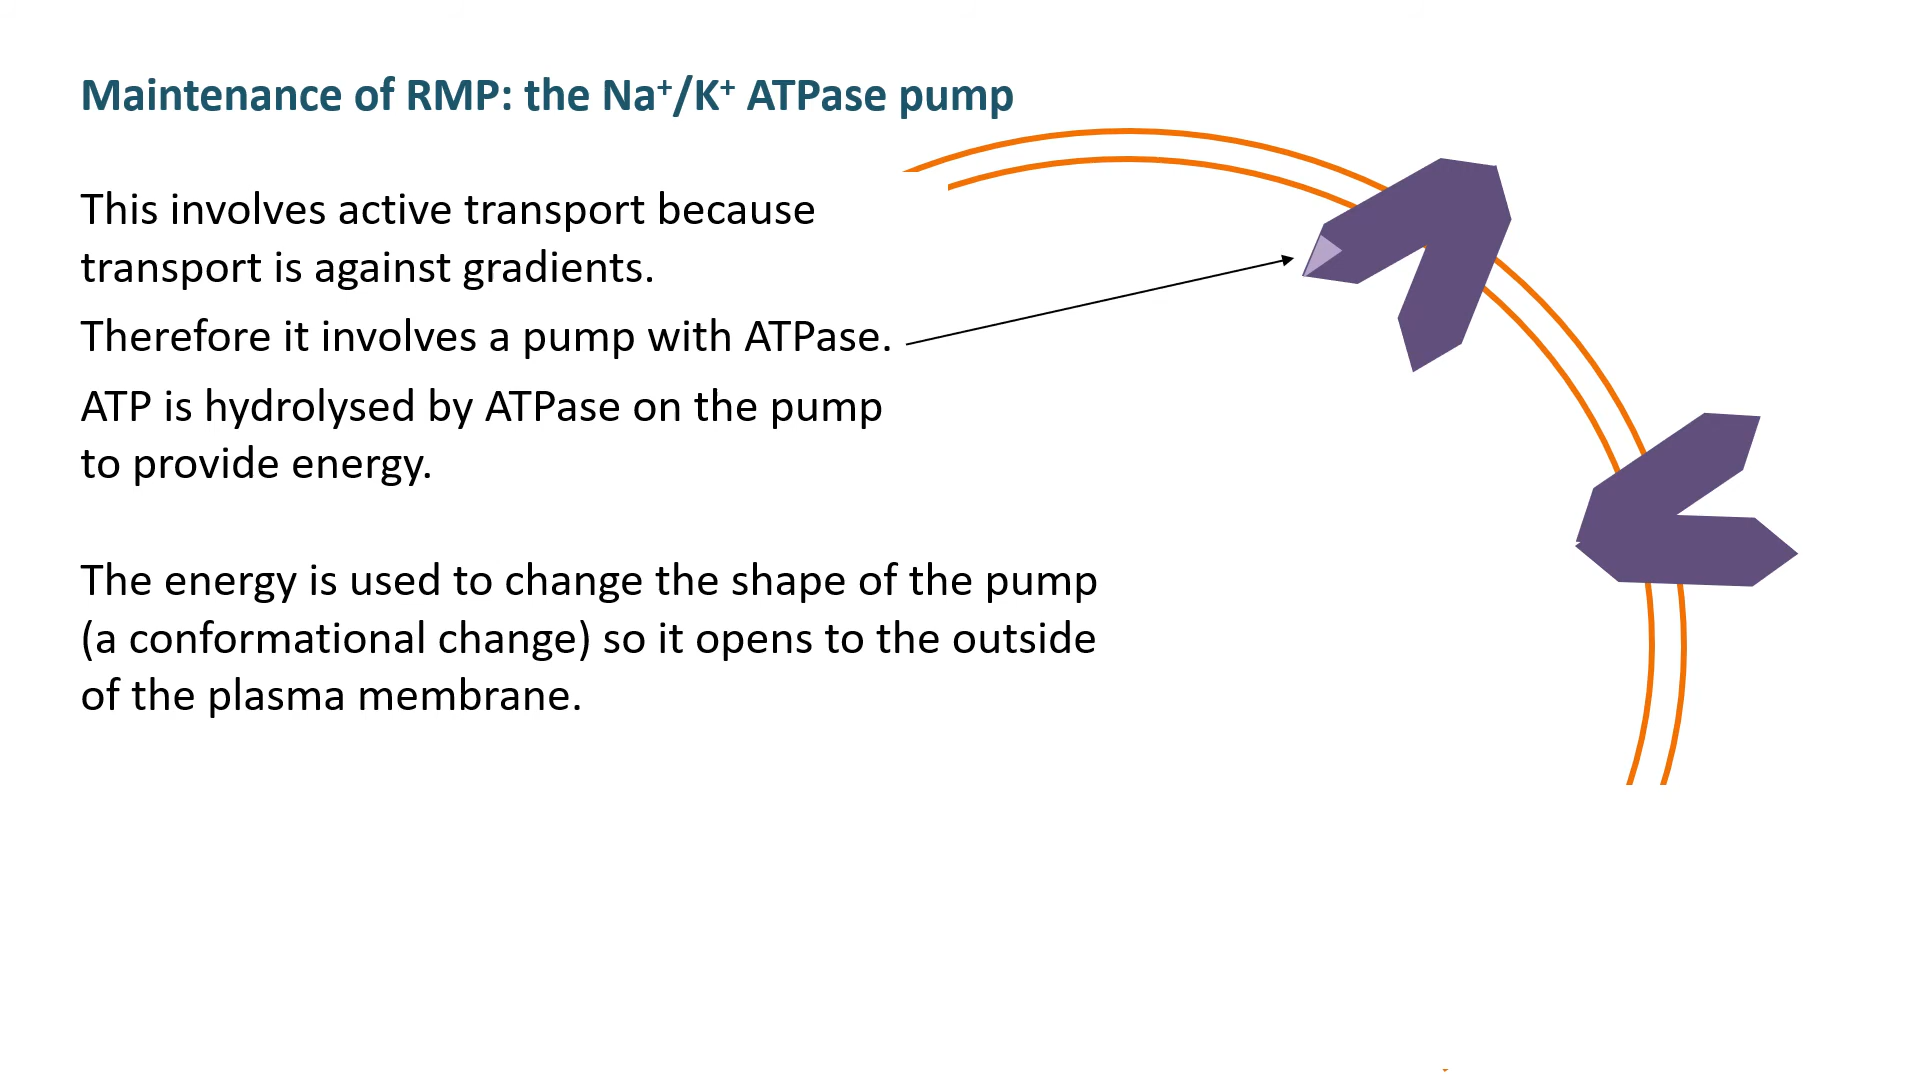 Maintenance of RMP: the Na⁺/K⁺ ATPase pump
This involves active transport because
transport is against gradients.
Therefore it involves a pump with ATPase.
ATP is hydrolysed by ATPase on the pump
to provide energy.
The energy is used to change the shape of the pump
(a conformational change) so it opens to the outside
of the plasma membrane.